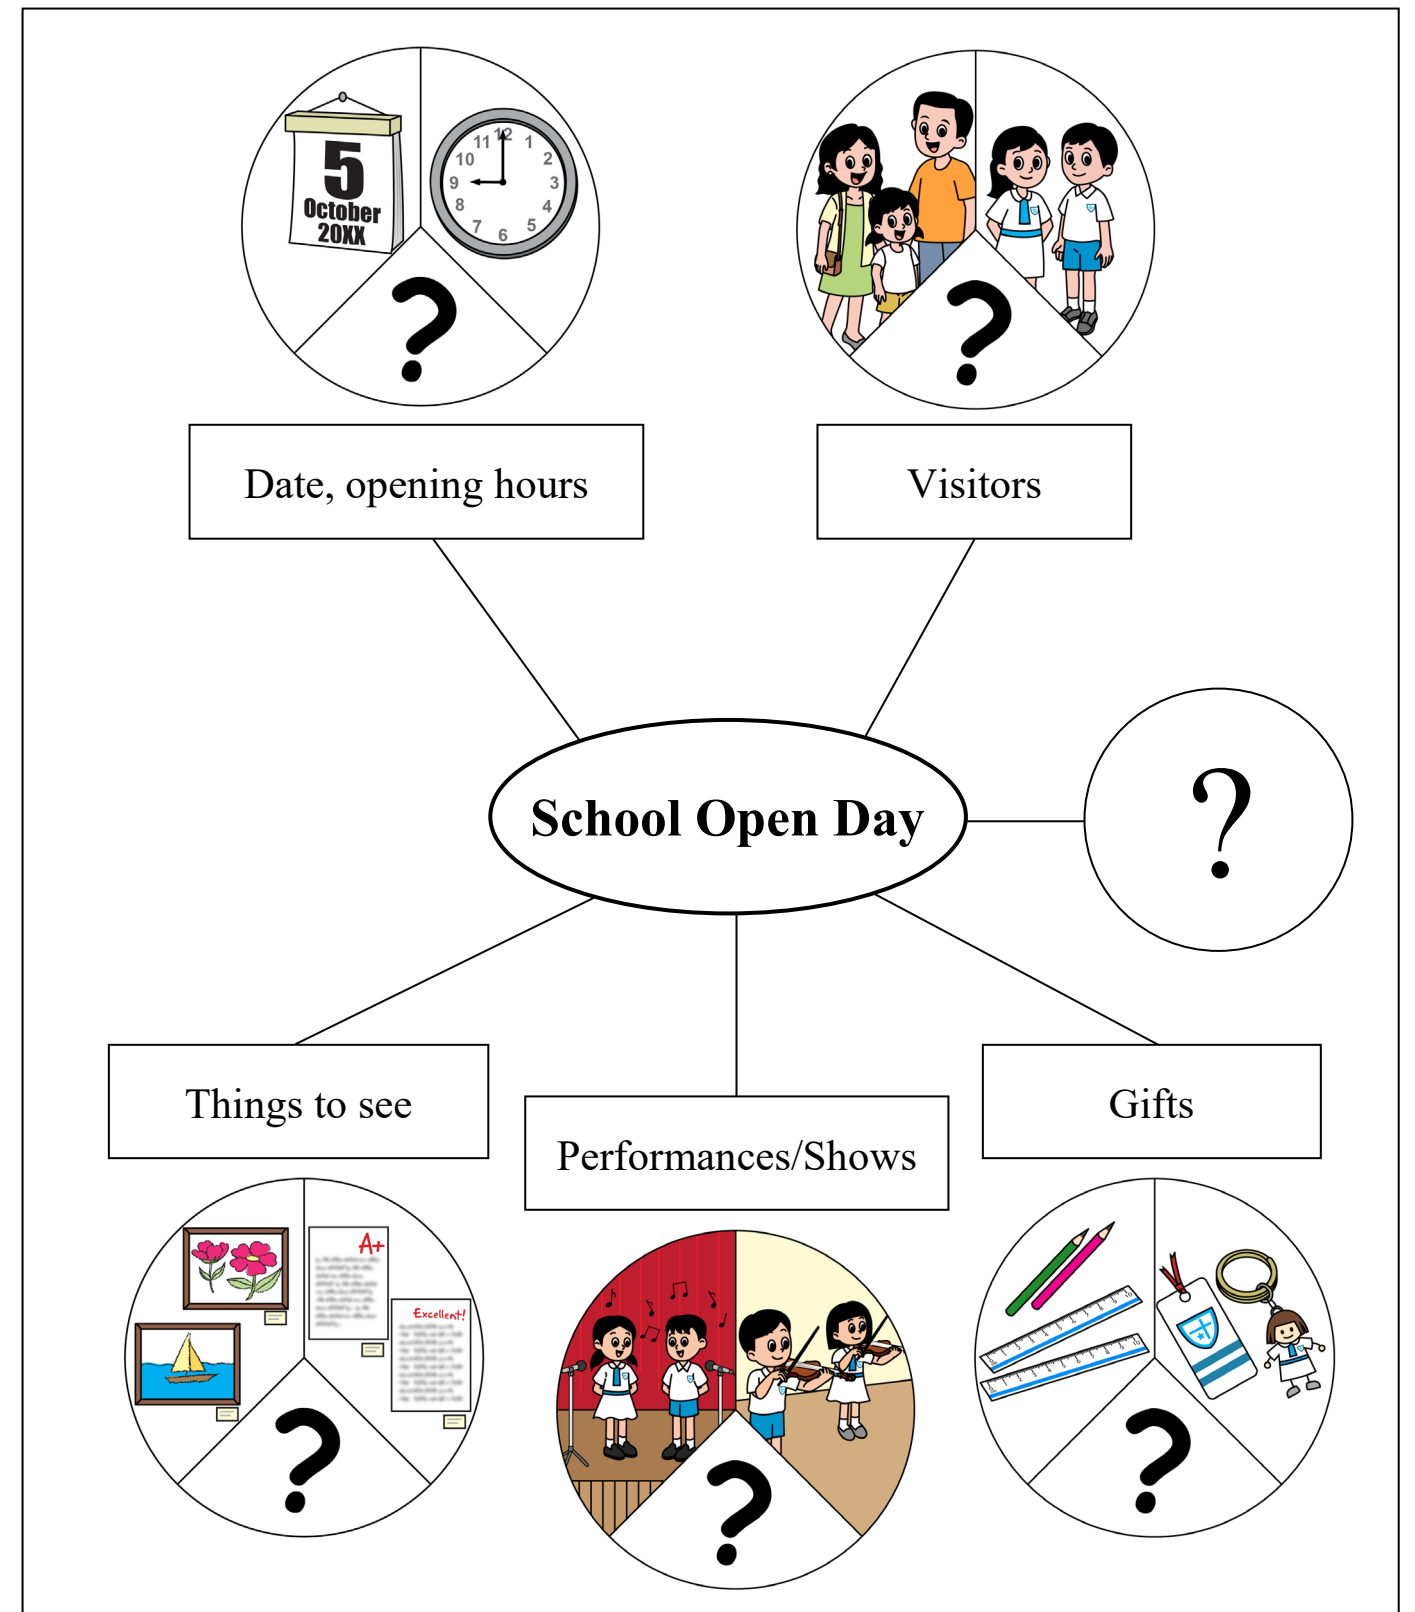 5
October
20XX
12
1
2
3
4
5
6
7
8
9
10
11
?
?
Date, opening hours
Visitors
School Open Day
?
Things to see
Gifts
Performances/Shows
A+
Excellent!
?
?
?